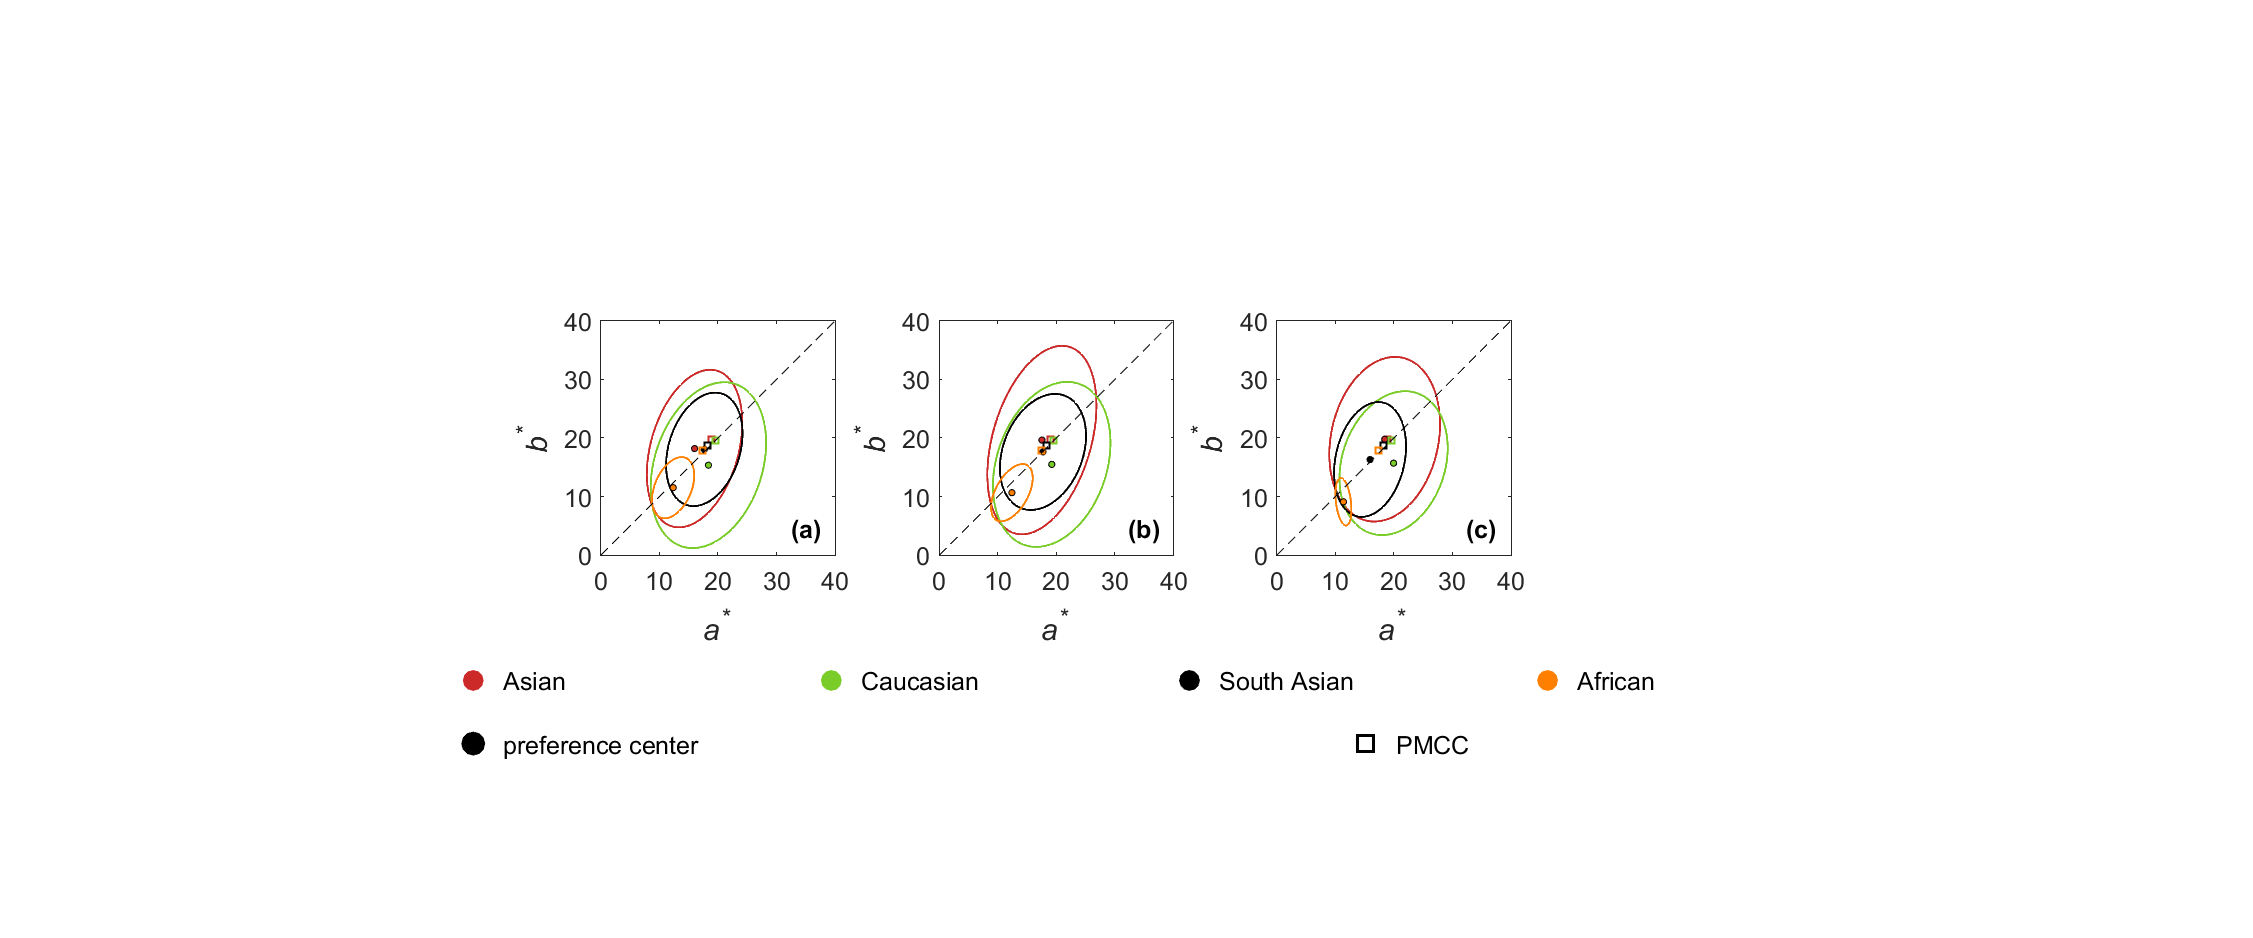 40 40 40
30 30 30
b* 20 b* 20 b* 20
10 10 10
(a) (b) (c)
0 0 0
0 10 20 30 40 0 10 20 30 40 0 10 20 30 40
a* a* a*
Asian Caucasian South Asian African
preference center PMCC